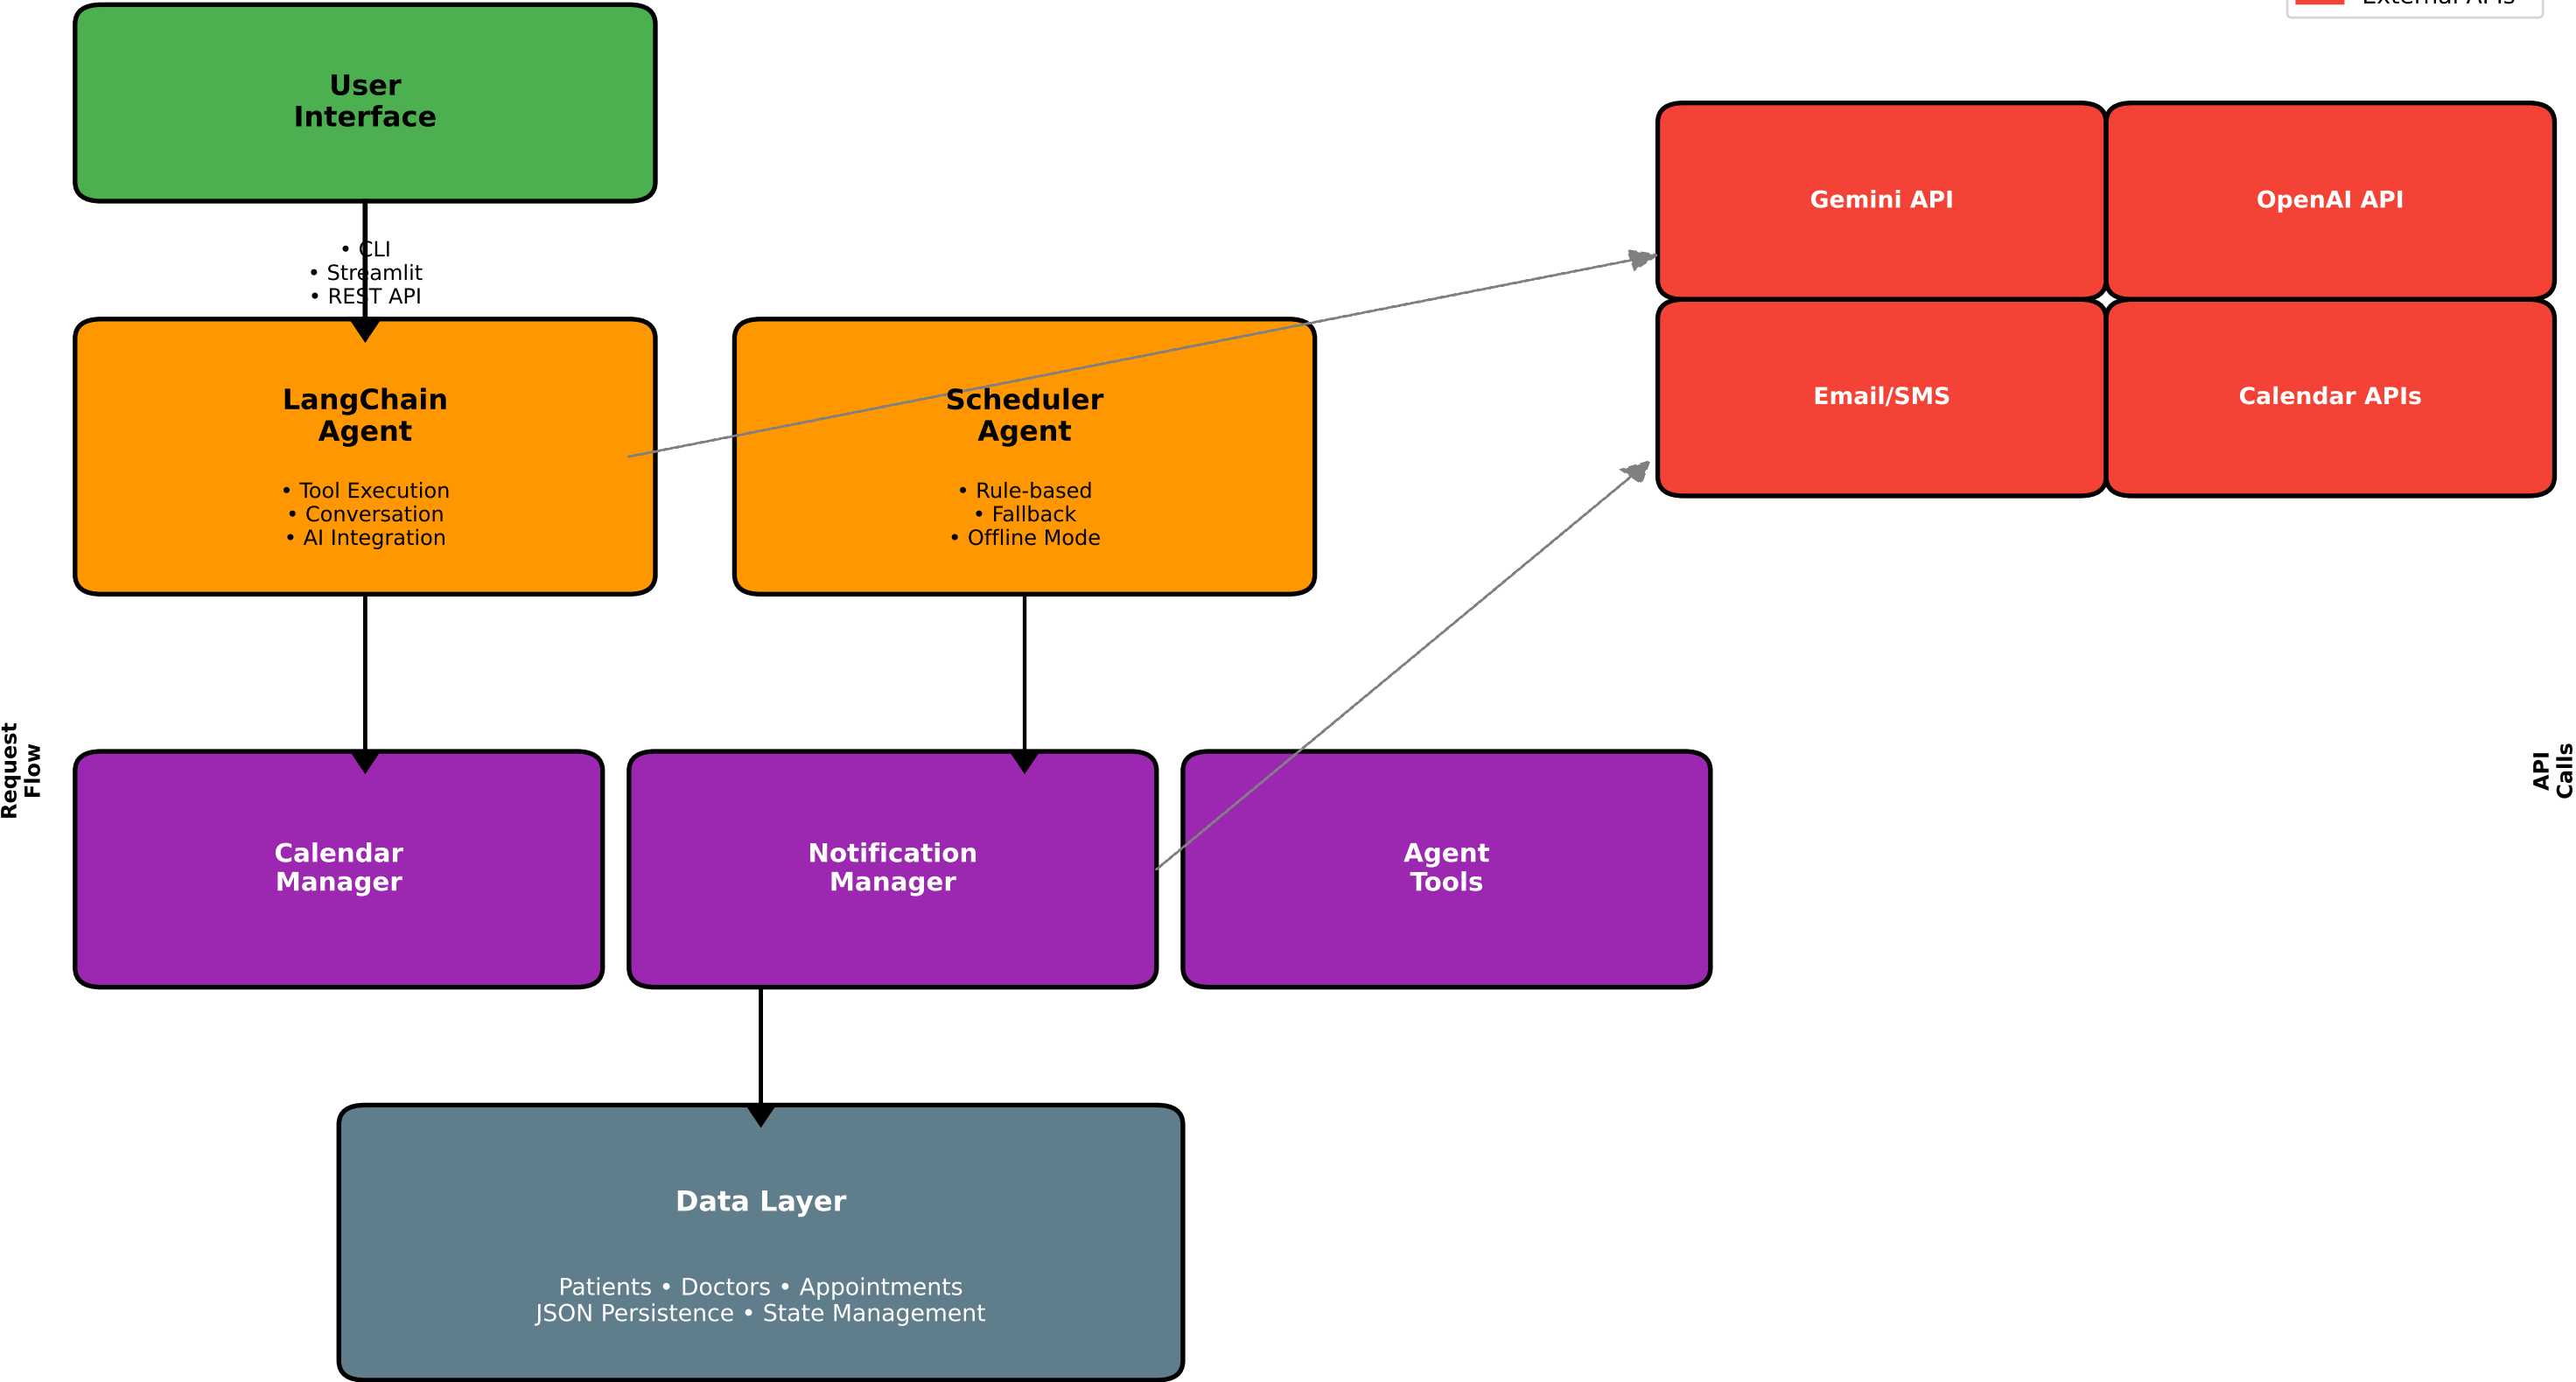 External APIs
User
Interface
Gemini API
OpenAI API
• CLI
• Streamlit
• REST API
LangChain
Agent
• Tool Execution
• Conversation
• AI Integration
Scheduler
Agent
• Rule-based
• Fallback
• Offline Mode
Email/SMS
Calendar APIs
Request
Flow
API
Calls
Calendar
Manager
Notification
Manager
Agent
Tools
Data Layer
Patients • Doctors • Appointments
JSON Persistence • State Management